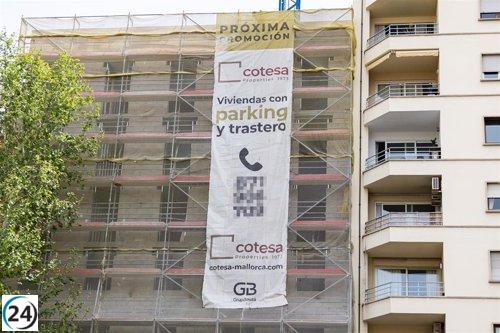 PRÓXIMA
PROMOCIÓN
cotesa
Properties 1973
Viviendas con
parking
y trastero
cotesa
Properties 1973
cotesa-mallorca.com
GB
24